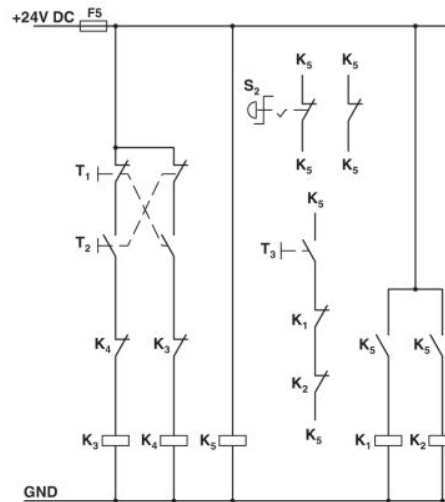 +24V DC
F5
K5 K5
S2
K5 K5
T1
K5
T2
T3
K4 K3 K1 K5 K5
K2
K3 K4 K5 K5 K1 K2
GND